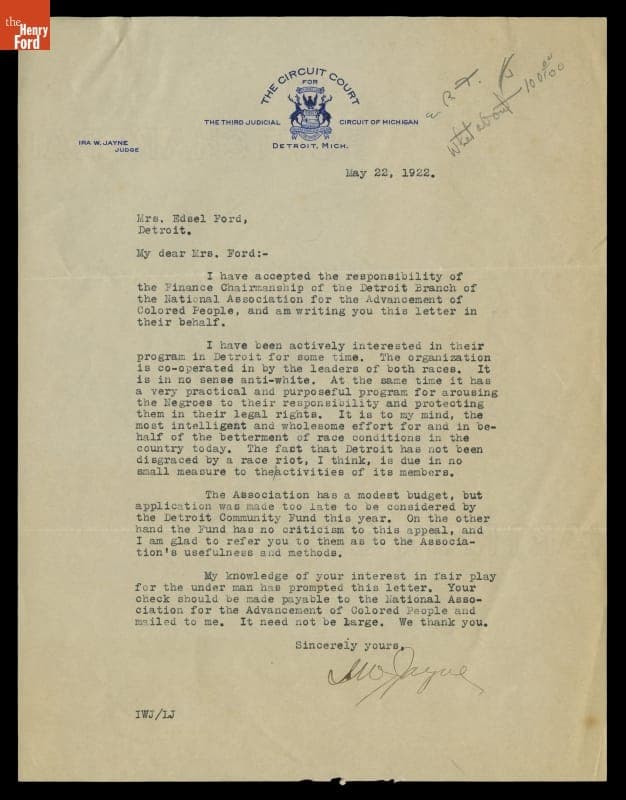 the
Henry
Ford
THE CIRCUIT COURT
FOR
THE THIRD JUDICIAL CIRCUIT OF MICHIGAN
DETROIT, MICH.
IRA W. JAYNE
JUDGE
What about 100.00
May 22, 1922.
Mrs. Edsel Ford,
Detroit.
My dear Mrs. Ford:-
I have accepted the responsibility of
the Finance Chairmanship of the Detroit Branch of
the National Association for the Advancement of
Colored People, and am writing you this letter in
their behalf.
I have been actively interested in their
program in Detroit for some time. The organization
is co-operated in by the leaders of both races. It
is in no sense anti-white. At the same time it has
a very practical and purposeful program for arousing
the Negroes to their responsibility and protecting
them in their legal rights. It is to my mind, the
most intelligent and wholesome effort for and in be-
half of the betterment of race conditions in the
country today. The fact that Detroit has not been
disgraced by a race riot, I think, is due in no
small measure to the/activities of its members.
The Association has a modest budget, but
application was made too late to be considered by
the Detroit Community Fund this year. On the other
hand the Fund has no criticism to this appeal, and
I am glad to refer you to them as to the Associa-
tion's usefulness and methods.
My knowledge of your interest in fair play
for the under man has prompted this letter. Your
check should be made payable to the National Asso-
ciation for the Advancement of Colored People and
mailed to me. It need not be large. We thank you.
Sincerely yours,
IW Jayne
IWJ/LJ